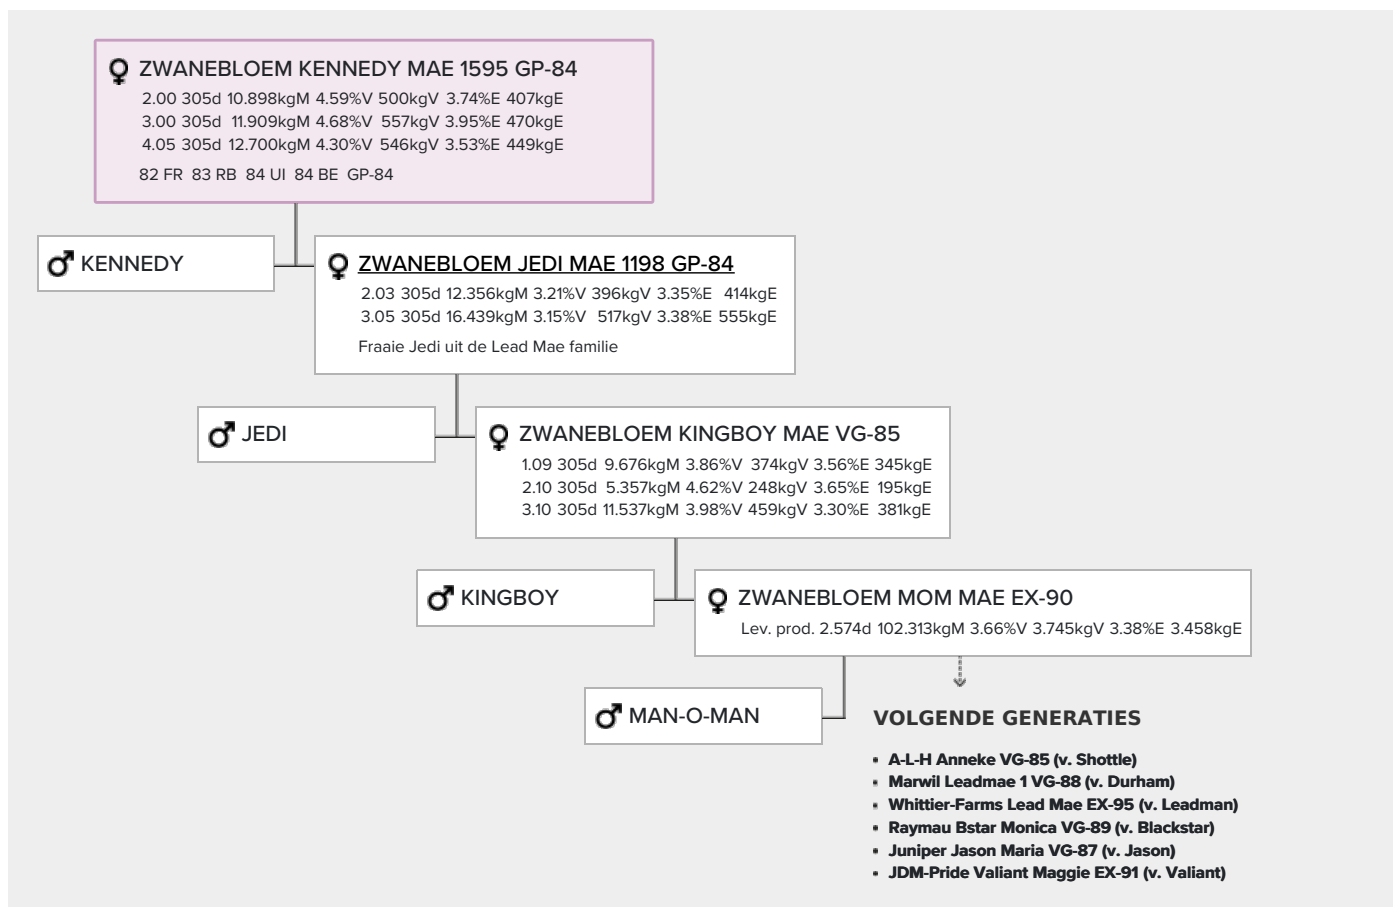 ZWANEBLOEM KENNEDY MAE 1595 GP-84
2.00 305d 10.898kgM 4.59%V 500kgV 3.74%E 407kgE
3.00 305d 11.909kgM 4.68%V 557kgV 3.95%E 470kgE
4.05 305d 12.700kgM 4.30%V 546kgV 3.53%E 449kgE
82 FR 83 RB 84 UI 84 BE GP-84
KENNEDY
ZWANEBLOEM JEDI MAE 1198 GP-84
2.03 305d 12.356kgM 3.21%V 396kgV 3.35%E 414kgE
3.05 305d 16.439kgM 3.15%V 517kgV 3.38%E 555kgE
Fraaie Jedi uit de Lead Mae familie
JEDI
ZWANEBLOEM KINGBOY MAE VG-85
1.09 305d 9.676kgM 3.86%V 374kgV 3.56%E 345kgE
2.10 305d 5.357kgM 4.62%V 248kgV 3.65%E 195kgE
3.10 305d 11.537kgM 3.98%V 459kgV 3.30%E 381kgE
KINGBOY
ZWANEBLOEM MOM MAE EX-90
Lev. prod. 2.574d 102.313kgM 3.66%V 3.745kgV 3.38%E 3.458kgE
MAN-O-MAN
VOLGENDE GENERATIES
• A-L-H Anneke VG-85 (v. Shottle)
• Marwil Leadmae 1 VG-88 (v. Durham)
• Whittier-Farms Lead Mae EX-95 (v. Leadman)
• Raymau Bstar Monica VG-89 (v. Blackstar)
• Juniper Jason Maria VG-87 (v. Jason)
• JDM-Pride Valiant Maggie EX-91 (v. Valiant)